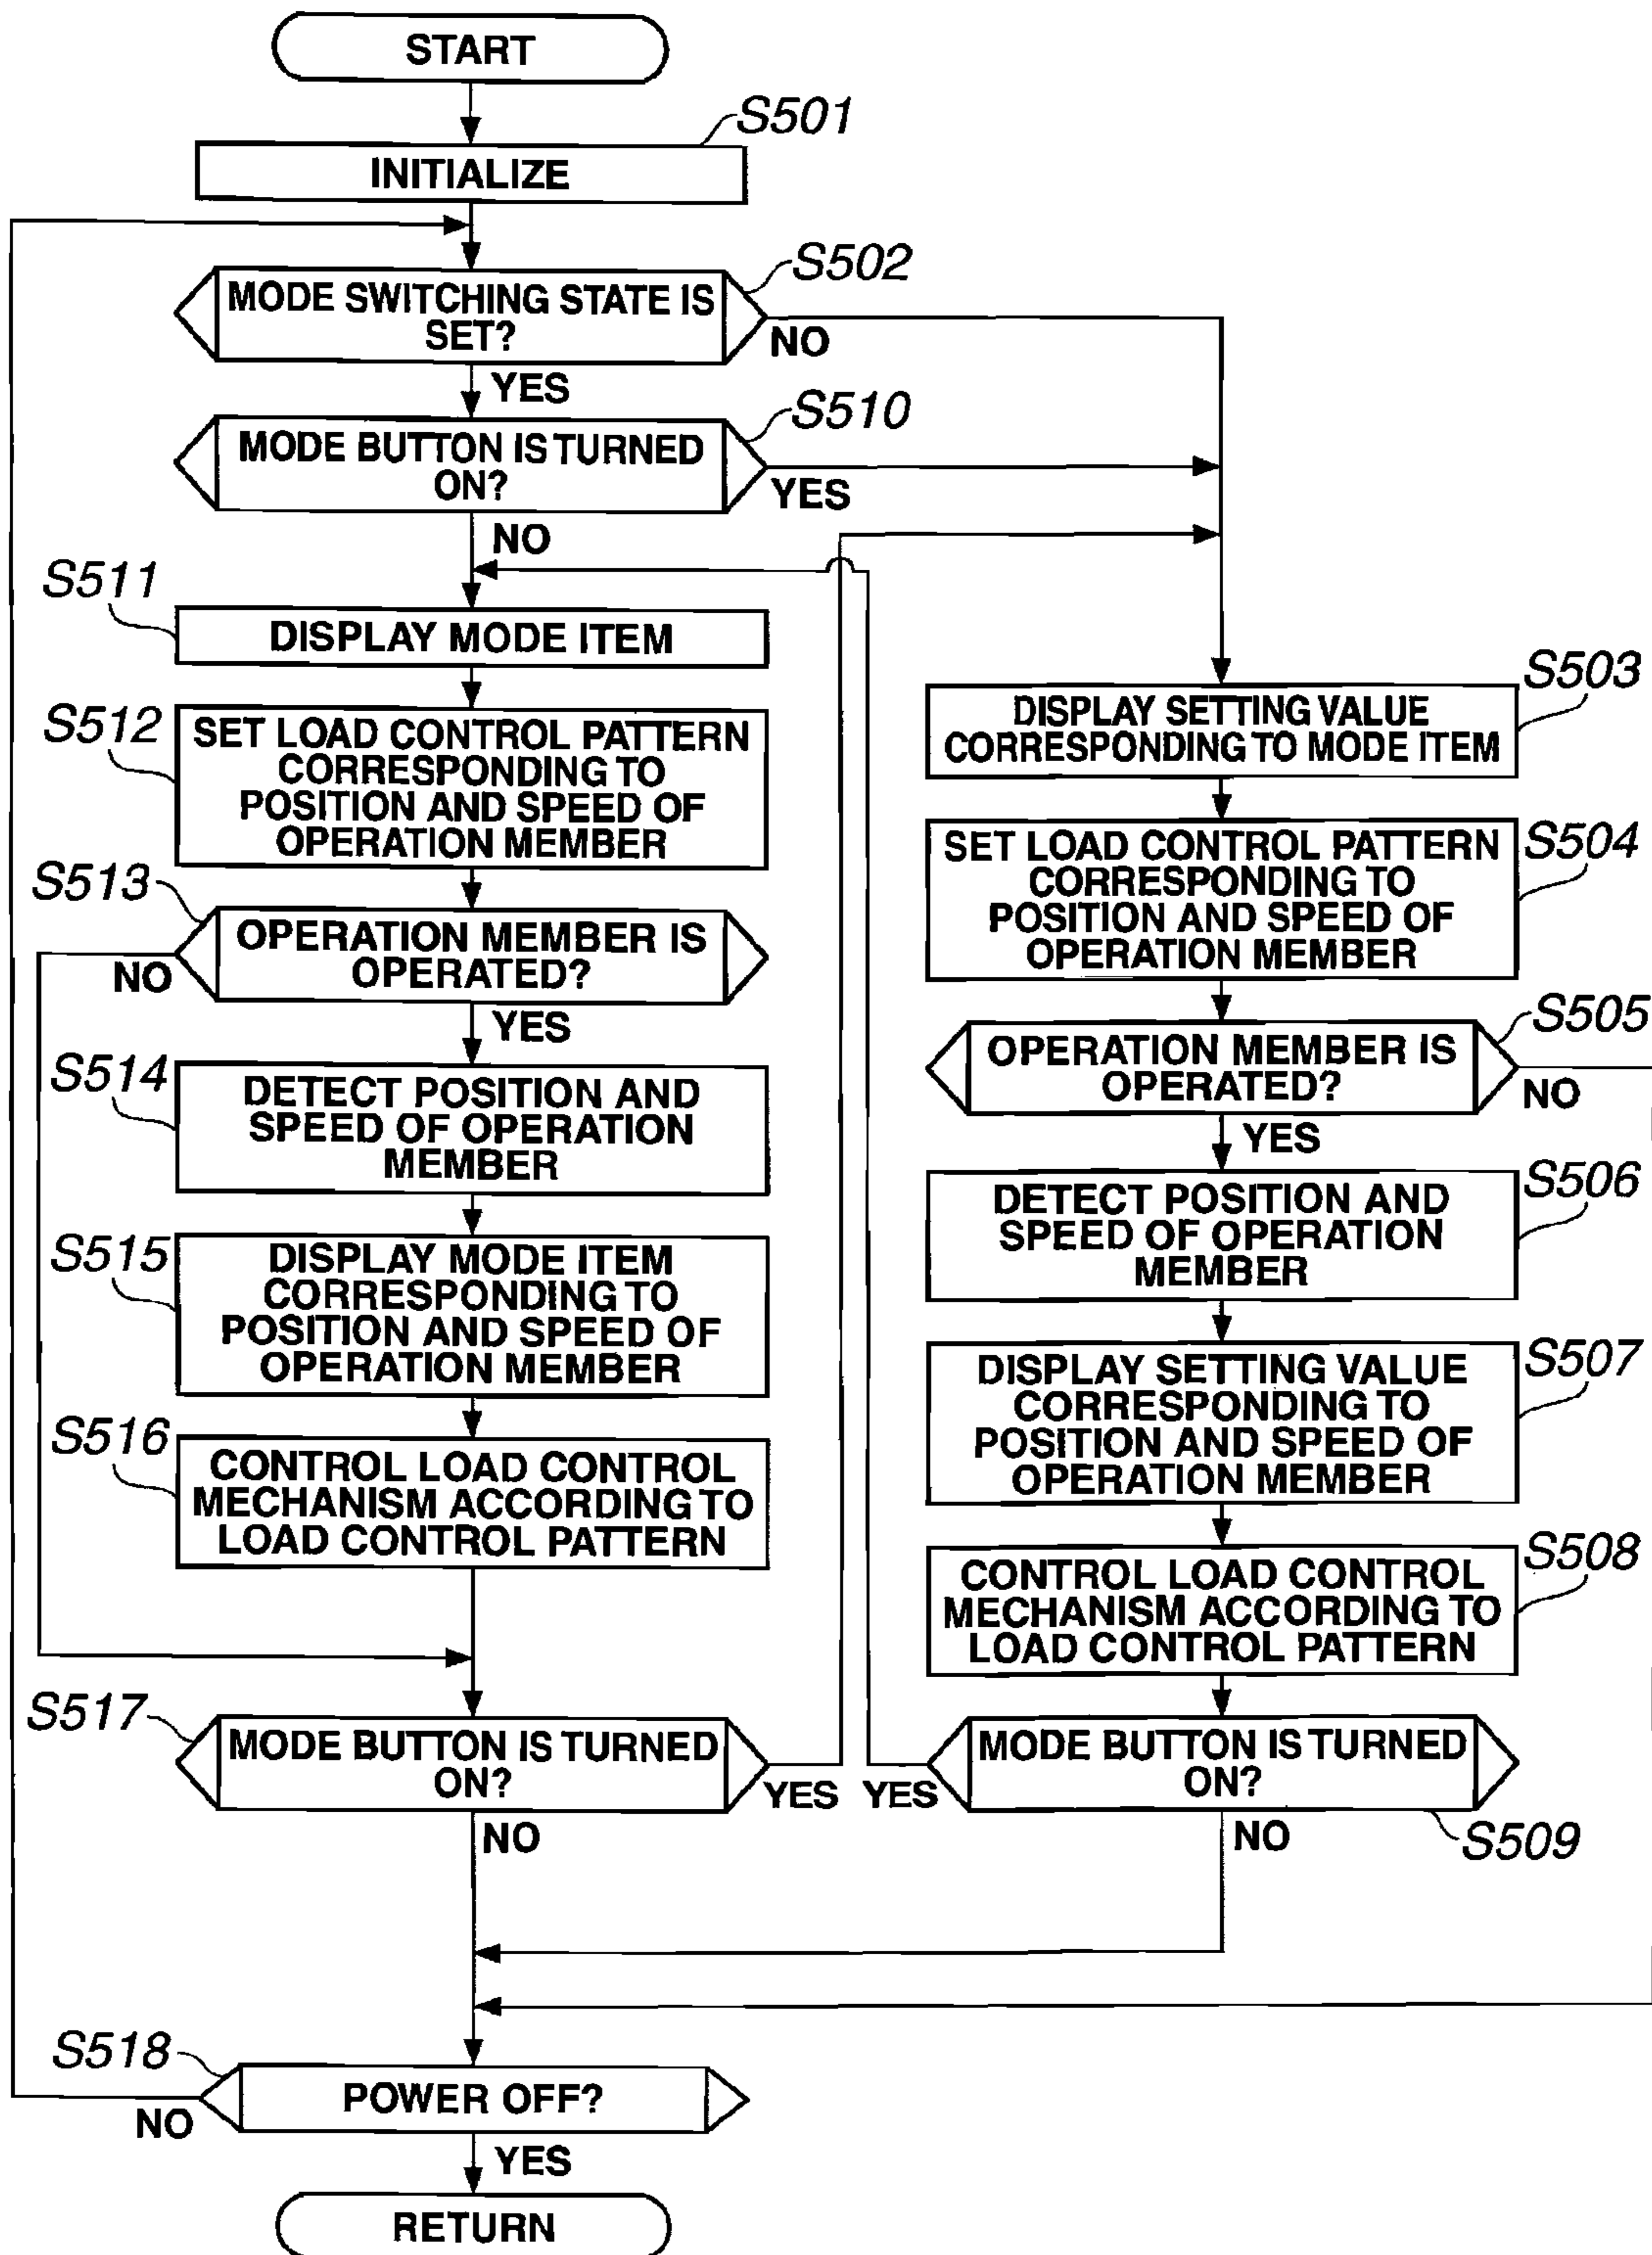 START
S501
INITIALIZE
S502
MODE SWITCHING STATE IS
SET?
NO
YES
S510
MODE BUTTON IS TURNED
ON?
YES
NO
S511
DISPLAY MODE ITEM
S512
SET LOAD CONTROL PATTERN
CORRESPONDING TO
POSITION AND SPEED OF
OPERATION MEMBER
S513
OPERATION MEMBER IS
OPERATED?
NO
YES
S514
DETECT POSITION AND
SPEED OF OPERATION
MEMBER
S515
DISPLAY MODE ITEM
CORRESPONDING TO
POSITION AND SPEED OF
OPERATION MEMBER
S516
CONTROL LOAD CONTROL
MECHANISM ACCORDING TO
LOAD CONTROL PATTERN
S517
MODE BUTTON IS TURNED
ON?
YES
NO
S503
DISPLAY SETTING VALUE
CORRESPONDING TO MODE ITEM
S504
SET LOAD CONTROL PATTERN
CORRESPONDING TO
POSITION AND SPEED OF
OPERATION MEMBER
S505
OPERATION MEMBER IS
OPERATED?
NO
YES
S506
DETECT POSITION AND
SPEED OF OPERATION
MEMBER
S507
DISPLAY SETTING VALUE
CORRESPONDING TO
POSITION AND SPEED OF
OPERATION MEMBER
S508
CONTROL LOAD CONTROL
MECHANISM ACCORDING TO
LOAD CONTROL PATTERN
MODE BUTTON IS TURNED
ON?
YES
NO
S509
S518
POWER OFF?
NO
YES
RETURN